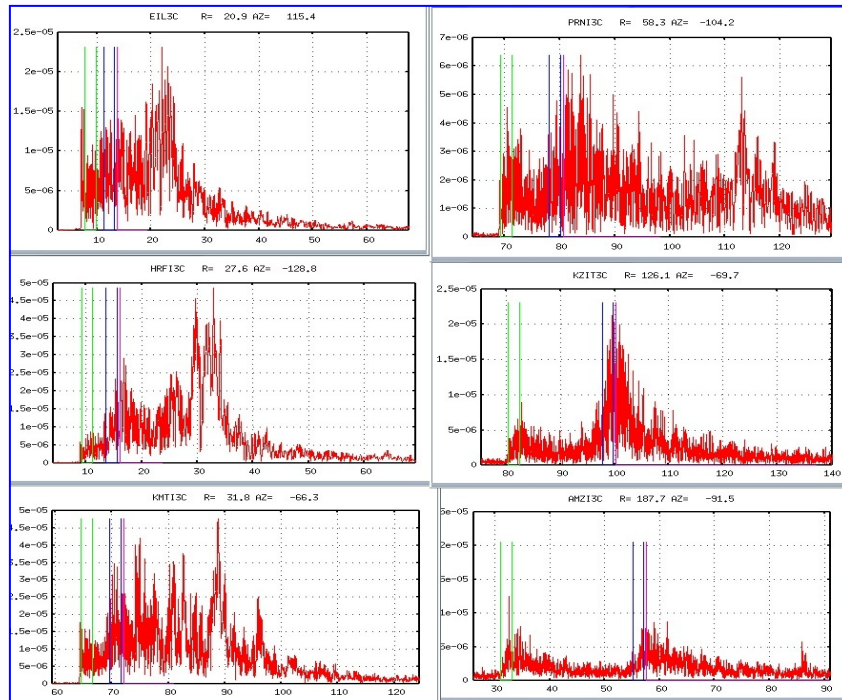 EIL3C R= 20.9 AZ= 115.4
2.5e-05
2e-05
1.5e-05
1e-05
5e-06
0
10 20 30 40 50 60
PRNI3C R= 58.3 AZ= -104.2
7e-06
6e-06
5e-06
4e-06
3e-06
2e-06
1e-06
0
70 80 90 100 110 120
HRFI3C R= 27.6 AZ= -128.8
5e-05
4.5e-05
4e-05
3.5e-05
3e-05
2.5e-05
2e-05
1.5e-05
1e-05
5e-06
0
10 20 30 40 50 60
KZIT3C R= 126.1 AZ= -69.7
2.5e-05
2e-05
1.5e-05
1e-05
5e-06
0
80 90 100 110 120 130 140
KMTI3C R= 31.8 AZ= -66.3
5e-05
4.5e-05
4e-05
3.5e-05
3e-05
2.5e-05
2e-05
1.5e-05
1e-05
5e-06
0
60 70 80 90 100 110 120
AMZI3C R= 187.7 AZ= -91.5
5e-05
2e-05
5e-05
1e-05
5e-06
0
30 40 50 60 70 80 90